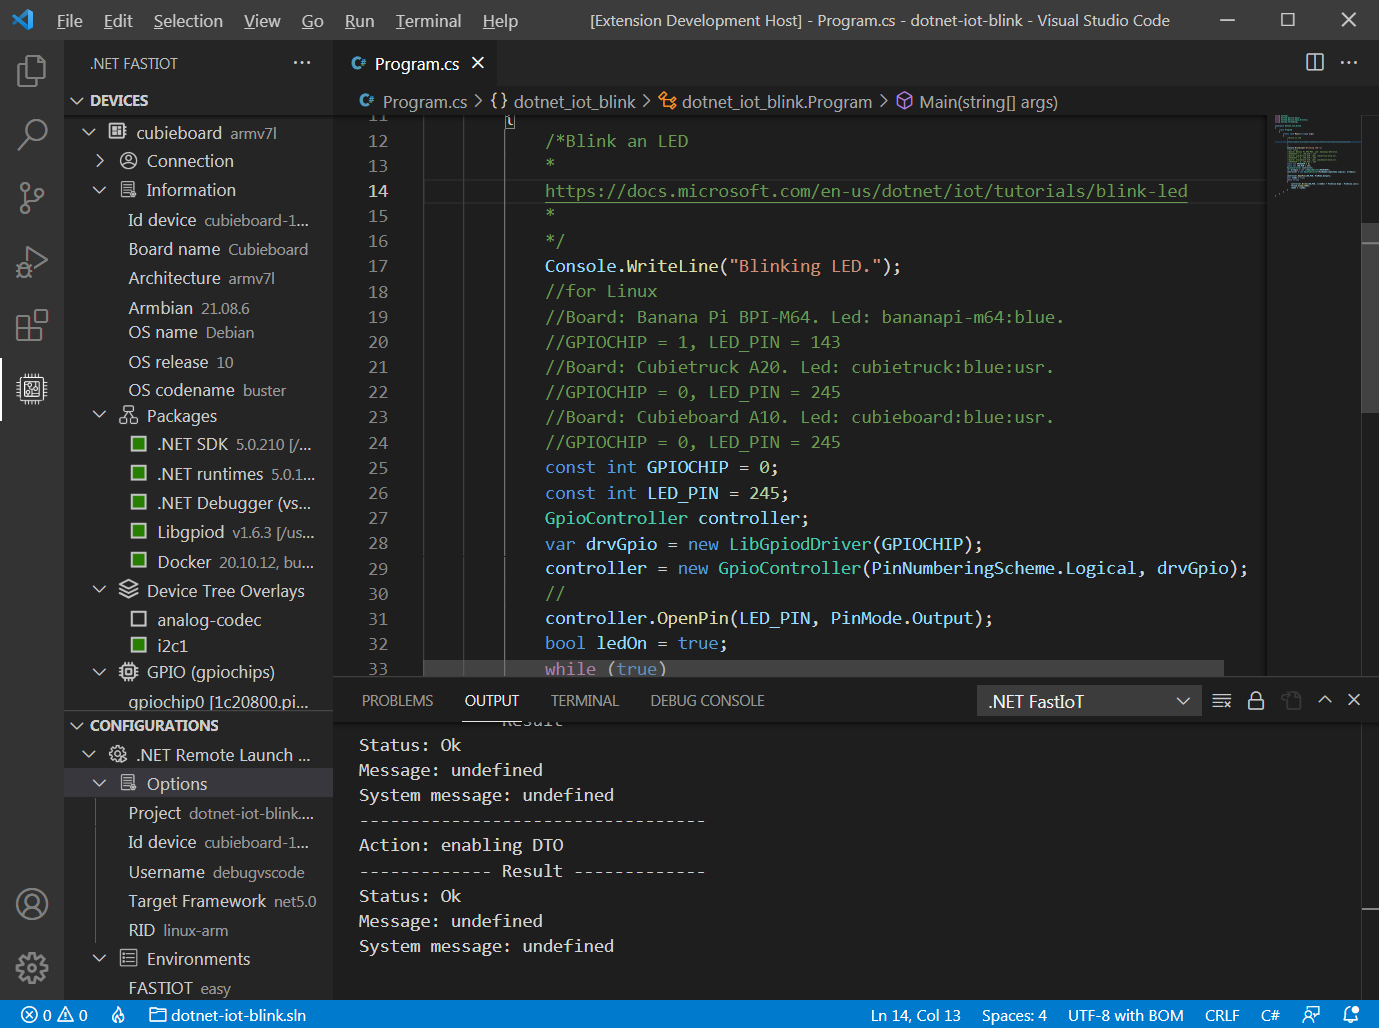 File Edit Selection View Go Run Terminal Help [Extension Development Host] - Program.cs - dotnet-iot-blink - Visual Studio Code
.NET FASTIOT ···
DEVICES
cubieboard armv7l
Connection
Information
Id device cubieboard-1...
Board name Cubieboard
Architecture armv7l
Armbian 21.08.6
OS name Debian
OS release 10
OS codename buster
Packages
.NET SDK 5.0.210 [/...
.NET runtimes 5.0.1...
.NET Debugger (vs...
Libgpiod v1.6.3 [/us...
Docker 20.10.12, bu...
Device Tree Overlays
analog-codec
i2c1
GPIO (gpiochips)
gpiochip0 [1c20800.pi...
CONFIGURATIONS
.NET Remote Launch ...
Options
Project dotnet-iot-blink....
Id device cubieboard-1...
Username debugvscode
Target Framework net5.0
RID linux-arm
Environments
FASTIOT easy
C# Program.cs
C# Program.cs > {} dotnet_iot_blink > dotnet_iot_blink.Program > Main(string[] args)
11 {
12 /*Blink an LED
13 *
14 https://docs.microsoft.com/en-us/dotnet/iot/tutorials/blink-led
15 *
16 */
17 Console.WriteLine("Blinking LED.");
18 //for Linux
19 //Board: Banana Pi BPI-M64. Led: bananapi-m64:blue.
20 //GPIOCHIP = 1, LED_PIN = 143
21 //Board: Cubietruck A20. Led: cubietruck:blue:usr.
22 //GPIOCHIP = 0, LED_PIN = 245
23 //Board: Cubieboard A10. Led: cubieboard:blue:usr.
24 //GPIOCHIP = 0, LED_PIN = 245
25 const int GPIOCHIP = 0;
26 const int LED_PIN = 245;
27 GpioController controller;
28 var drvGpio = new LibGpiodDriver(GPIOCHIP);
29 controller = new GpioController(PinNumberingScheme.Logical, drvGpio);
30 //
31 controller.OpenPin(LED_PIN, PinMode.Output);
32 bool ledOn = true;
33 while (true)
PROBLEMS OUTPUT TERMINAL DEBUG CONSOLE .NET FastIoT
Result
Status: Ok
Message: undefined
System message: undefined
----------------------------------
Action: enabling DTO
------------- Result -------------
Status: Ok
Message: undefined
System message: undefined
0 0 dotnet-iot-blink.sln Ln 14, Col 13 Spaces: 4 UTF-8 with BOM CRLF C#